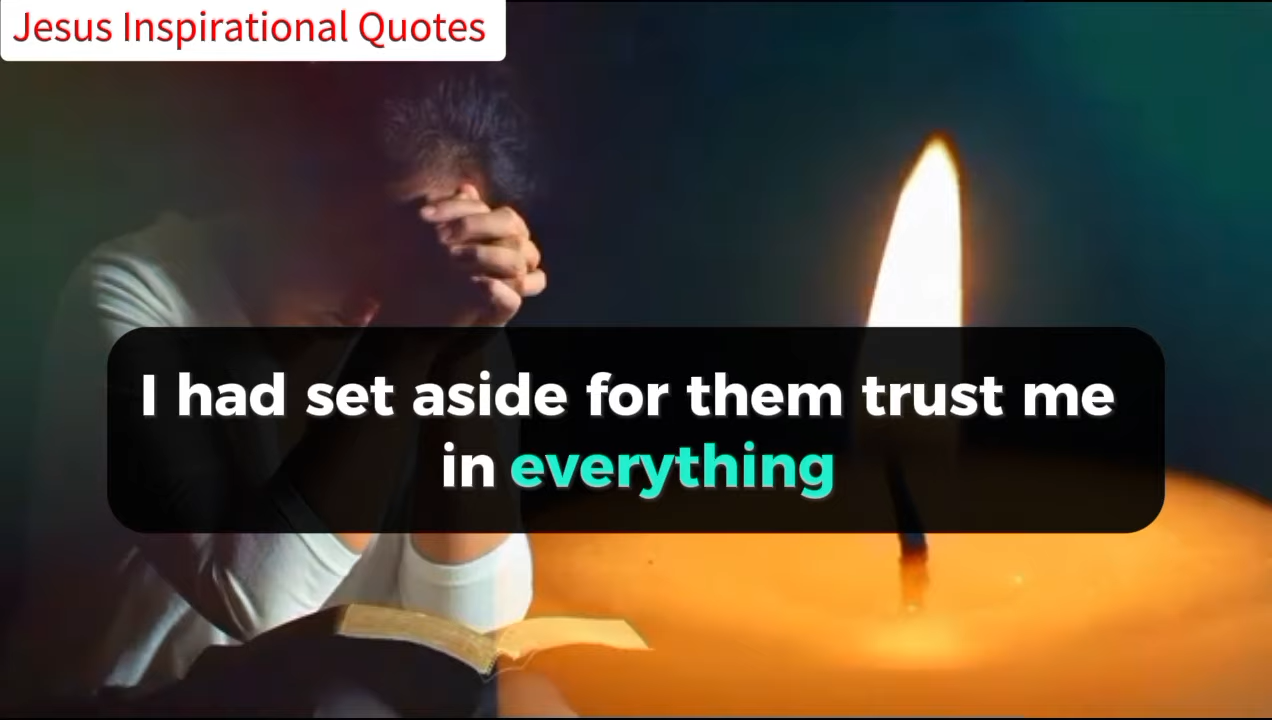 Jesus Inspirational Quotes
I had set aside for them trust me
in everything